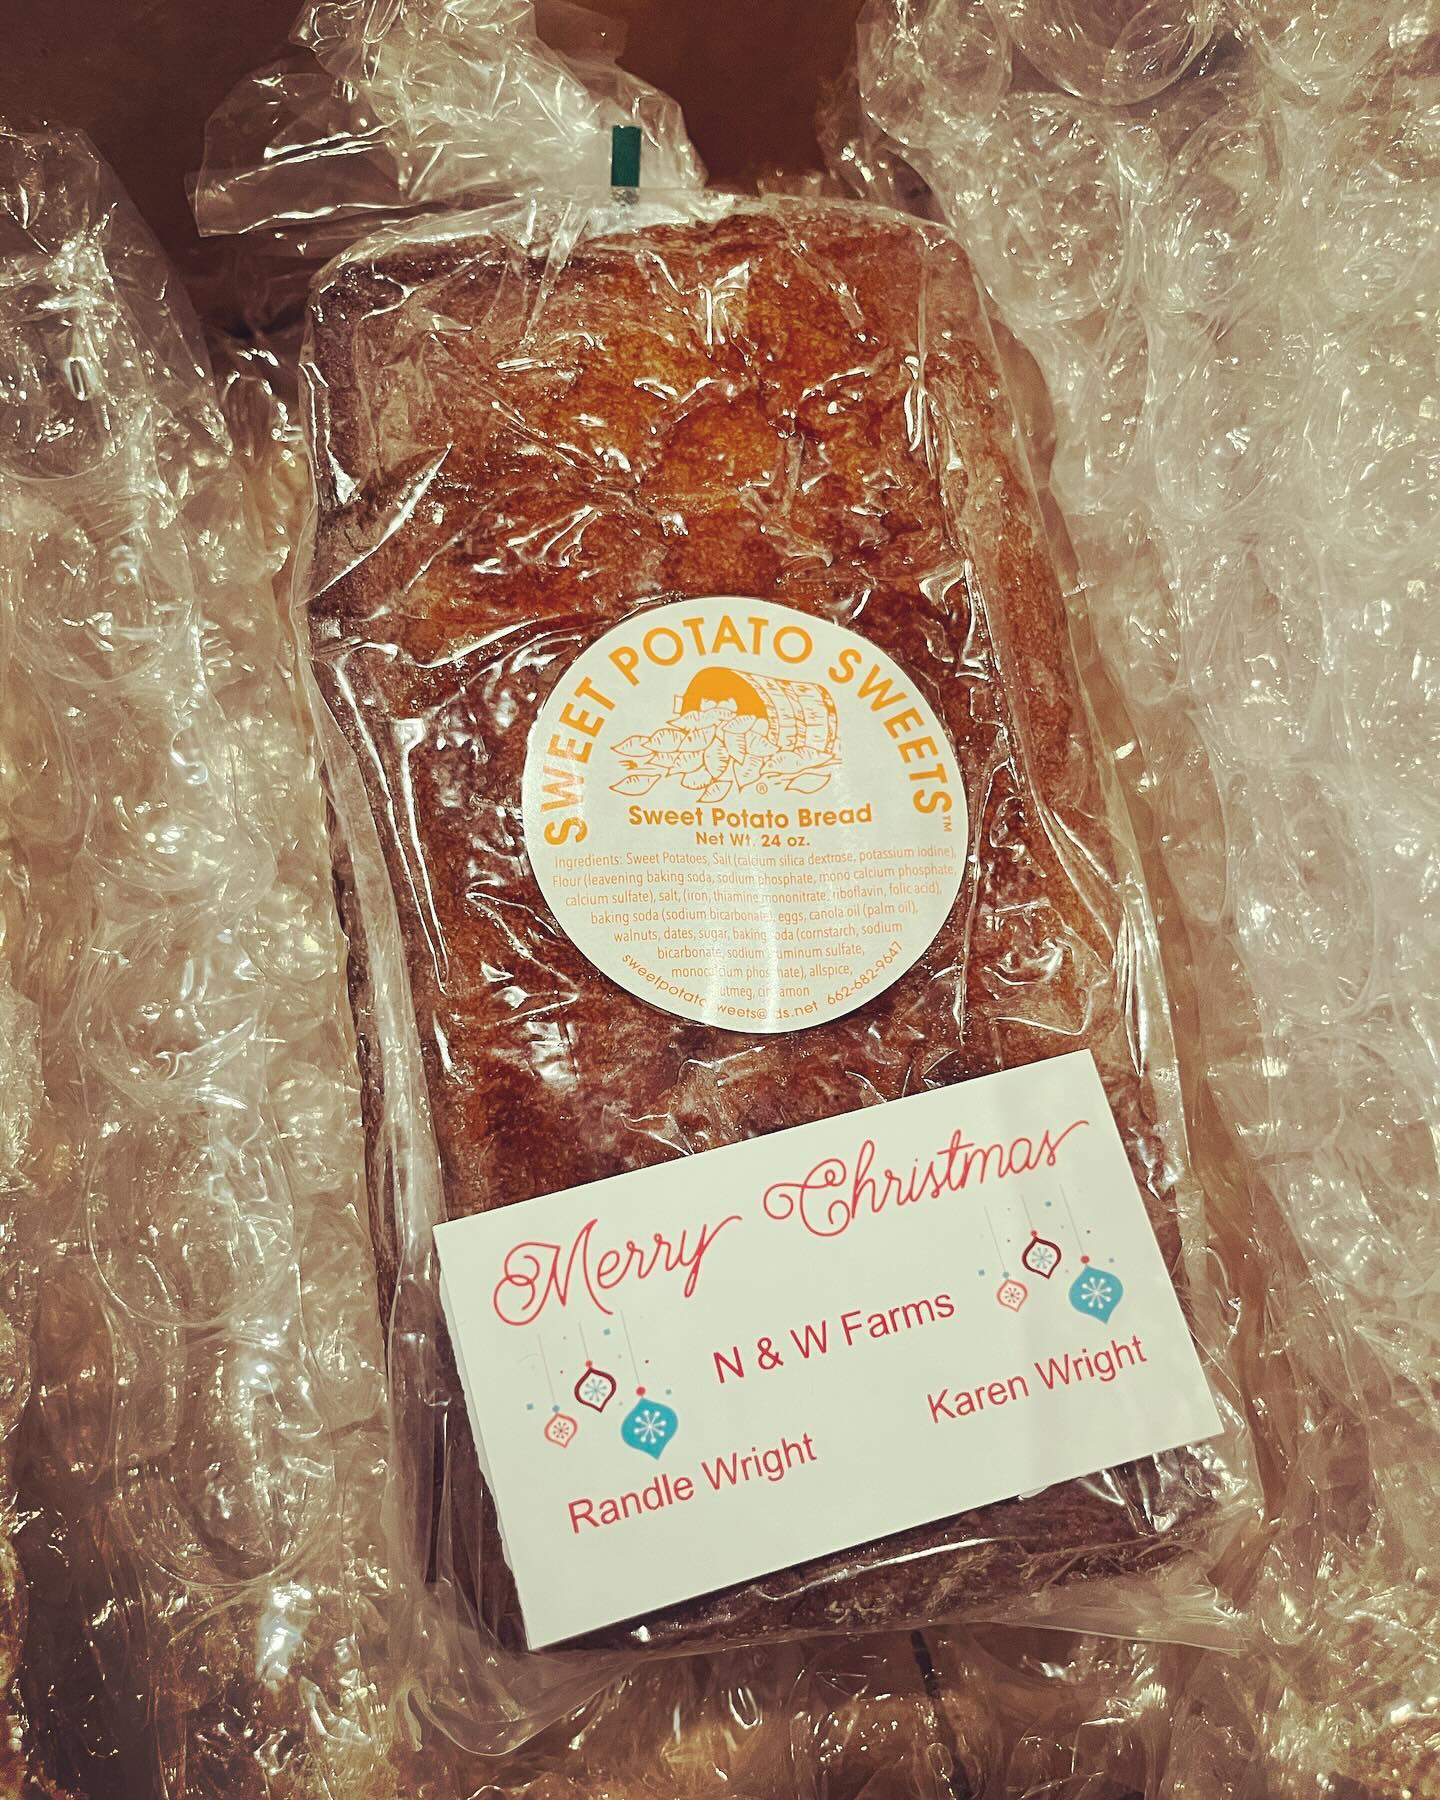 SWEET POTATO SWEETS™
®
Sweet Potato Bread
Net Wt. 24 oz.
Ingredients: Sweet Potatoes, Salt (calcium silica dextrose, potassium iodine),
Flour (leavening baking soda, sodium phosphate, mono calcium phosphate,
calcium sulfate), salt, (iron, thiamine mononitrate, riboflavin, folic acid),
baking soda (sodium bicarbonate), eggs, canola oil (palm oil),
walnuts, dates, sugar, baking soda (cornstarch, sodium
bicarbonate, sodium aluminum sulfate,
monocalcium phosphate), allspice,
nutmeg, cinnamon
662-682-9647
Merry Christmas
N & W Farms
Randle Wright
Karen Wright